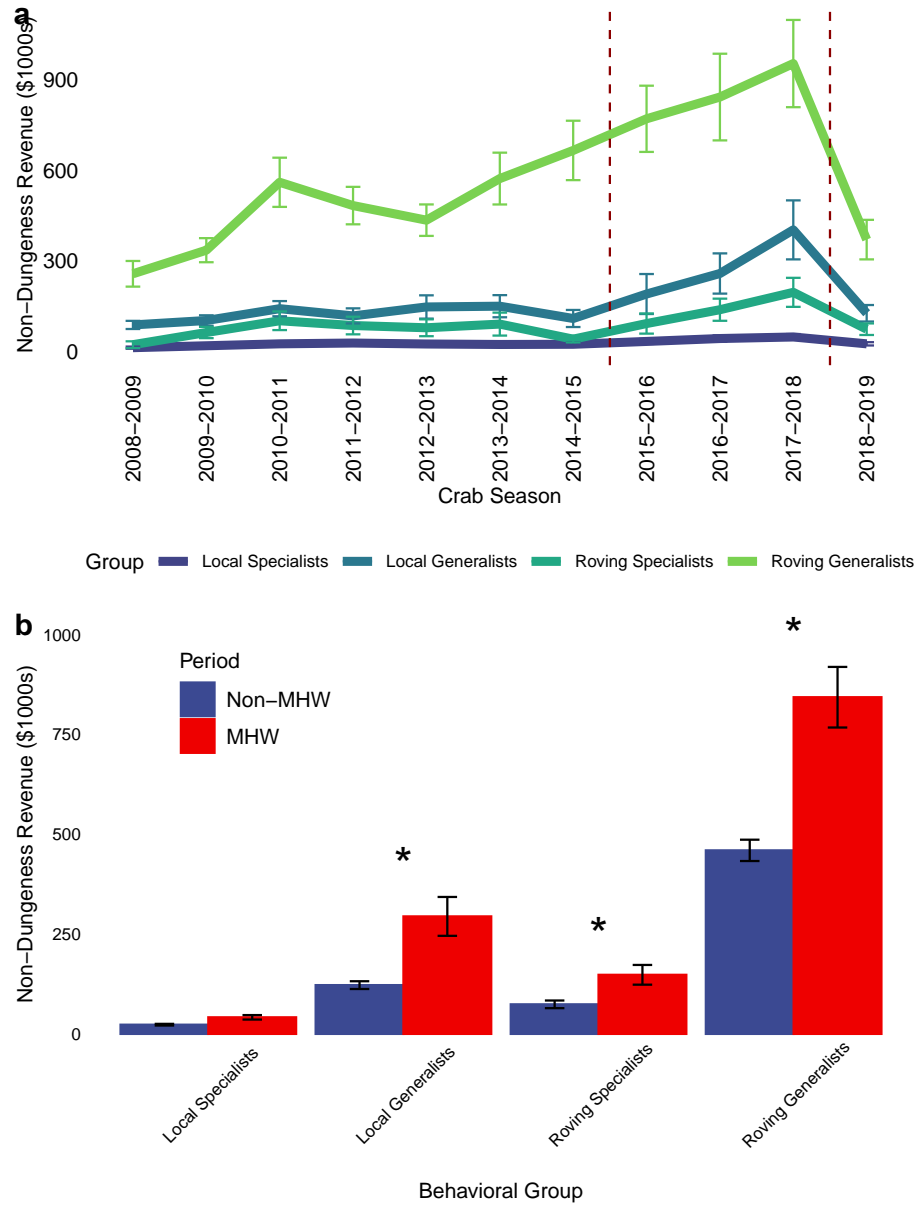 a
Non−Dungeness Revenue ($1000s)
900
600
300
0
2008−2009
2009−2010
2010−2011
2011−2012
2012−2013
2013−2014
2014−2015
2015−2016
2016−2017
2017−2018
2018−2019
Crab Season
Group Local Specialists Local Generalists Roving Specialists Roving Generalists
b
Non−Dungeness Revenue ($1000s)
1000
750
500
250
0
Period
Non−MHW
MHW
*
*
*
Local Specialists
Local Generalists
Roving Specialists
Roving Generalists
Behavioral Group